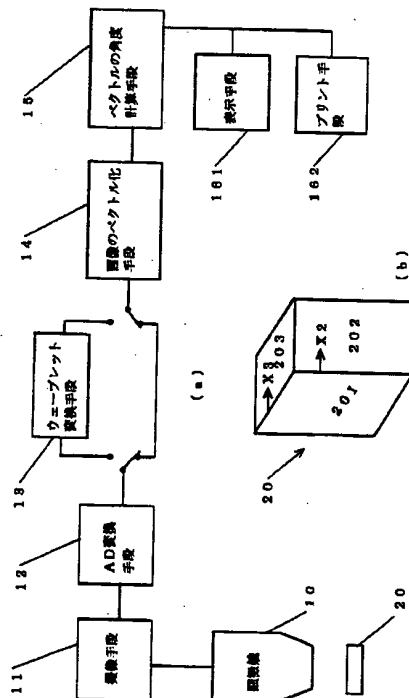 11
撮像手段
12
AD変換
手段
13
ウェーブレット
変換手段
14
画像のベクトル化
手段
15
ベクトルの角度
計算手段
161
表示手段
162
プリント手
段
10
顕微鏡
20
(a)
20
201
202
203
X2
X3
(b)